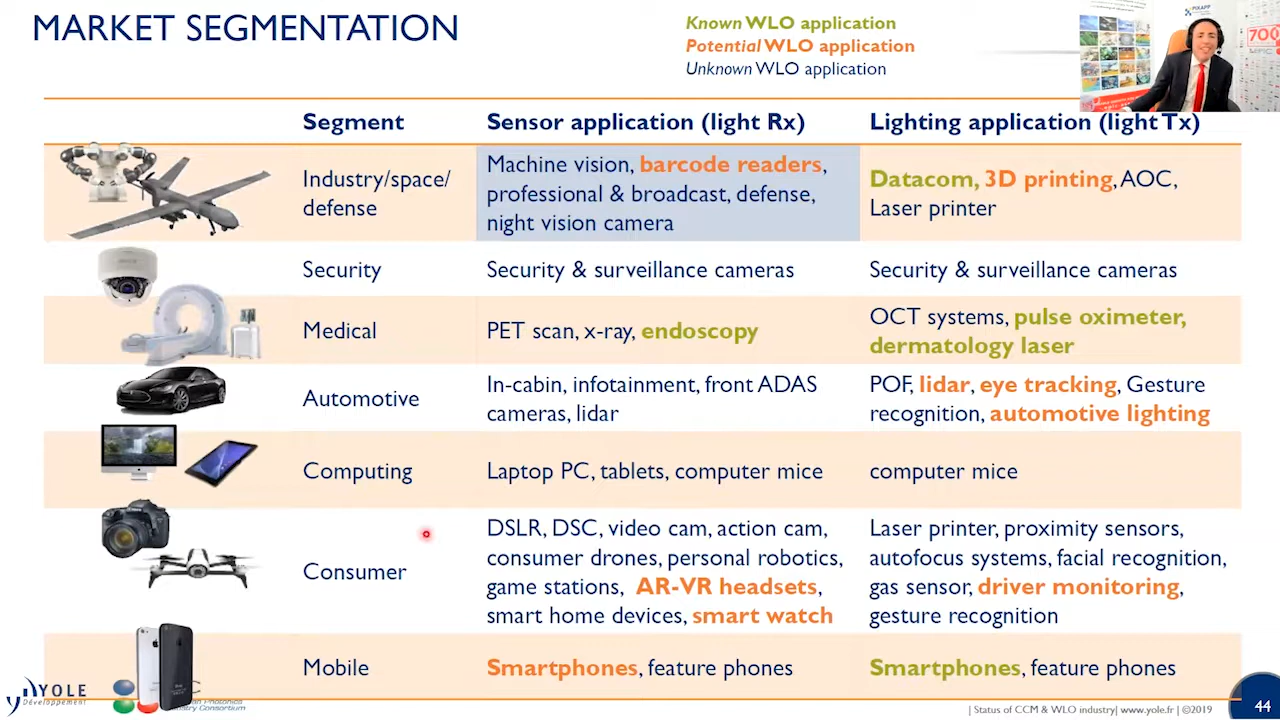 MARKET SEGMENTATION
Known WLO application
Potential WLO application
Unknown WLO application
PIXAPP
700
Segment
Sensor application (light Rx)
Lighting application (light Tx)
Industry/space/
defense
Machine vision, barcode readers,
professional & broadcast, defense,
night vision camera
Datacom, 3D printing, AOC,
Laser printer
Security
Security & surveillance cameras
Security & surveillance cameras
Medical
PET scan, x-ray, endoscopy
OCT systems, pulse oximeter,
dermatology laser
Automotive
In-cabin, infotainment, front ADAS
cameras, lidar
POF, lidar, eye tracking, Gesture
recognition, automotive lighting
Computing
Laptop PC, tablets, computer mice
computer mice
Consumer
DSLR, DSC, video cam, action cam,
consumer drones, personal robotics,
game stations, AR-VR headsets,
smart home devices, smart watch
Laser printer, proximity sensors,
autofocus systems, facial recognition,
gas sensor, driver monitoring,
gesture recognition
Mobile
Smartphones, feature phones
Smartphones, feature phones
YOLE
Développement
| Status of CCM & WLO industry| www.yole.fr | ©2019
44